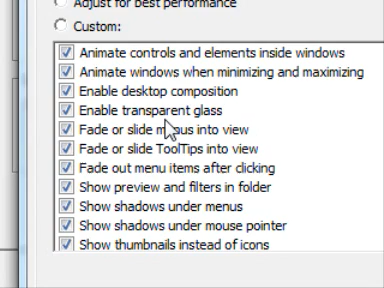 Adjust for best performance
Custom:
Animate controls and elements inside windows
Animate windows when minimizing and maximizing
Enable desktop composition
Enable transparent glass
Fade or slide menus into view
Fade or slide ToolTips into view
Fade out menu items after clicking
Show preview and filters in folder
Show shadows under menus
Show shadows under mouse pointer
Show thumbnails instead of icons